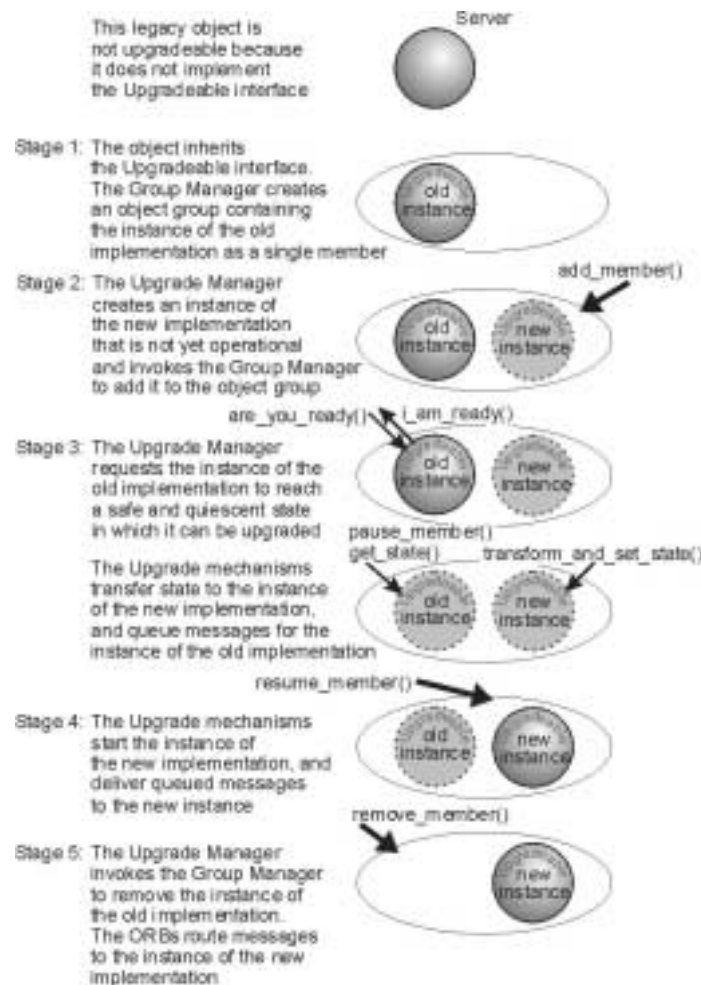 Server
This legacy object is
not upgradeable because
it does not implement
the Upgradeable interface
Stage 1: The object inherits
the Upgradeable interface.
The Group Manager creates
an object group containing
the instance of the old
implementation as a single member
old
instance
Stage 2: The Upgrade Manager
creates an instance of
the new implementation
that is not yet operational
and invokes the Group Manager
to add it to the object group
add_member()
old
instance
new
instance
are_you_ready()
i_am_ready()
Stage 3: The Upgrade Manager
requests the instance of the
old implementation to reach
a safe and quiescent state
in which it can be upgraded
old
instance
new
instance
pause_member()
get_state()
transform_and_set_state()
The Upgrade mechanisms
transfer state to the instance
of the new implementation,
and queue messages for the
instance of the old implementation
old
instance
new
instance
resume_member()
Stage 4: The Upgrade mechanisms
start the instance of
the new implementation, and
deliver queued messages
to the new instance
old
instance
new
instance
remove_member()
Stage 5: The Upgrade Manager
invokes the Group Manager
to remove the instance of
the old implementation.
The ORBs route messages
to the instance of the new
implementation
new
instance